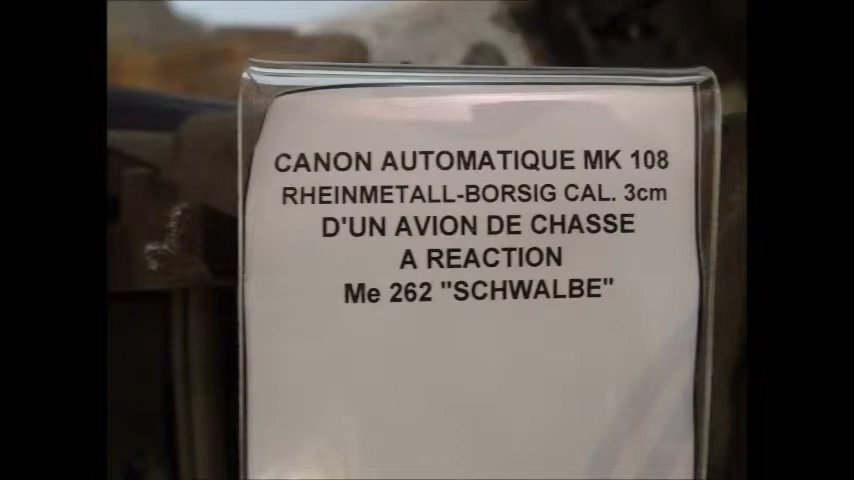 CANON AUTOMATIQUE MK 108
RHEINMETALL-BORSIG CAL. 3cm
D'UN AVION DE CHASSE
A REACTION
Me 262 "SCHWALBE"